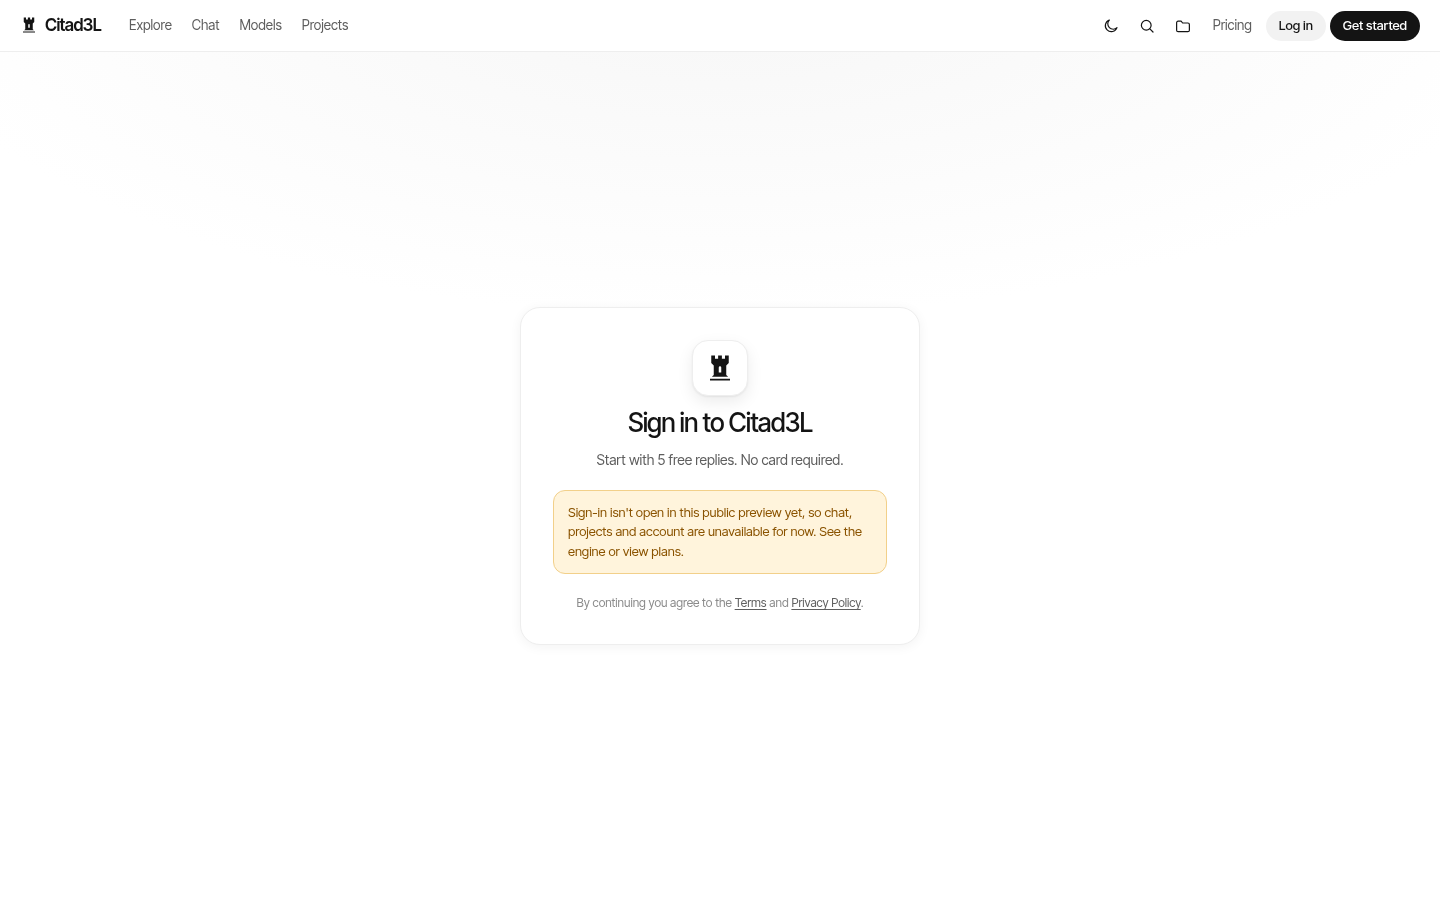 Citad3L
Explore
Chat
Models
Projects
Pricing
Log in
Get started
Sign in to Citad3L
Start with 5 free replies. No card required.
Sign-in isn't open in this public preview yet, so chat,
projects and account are unavailable for now. See the
engine or view plans.
By continuing you agree to the Terms and Privacy Policy.